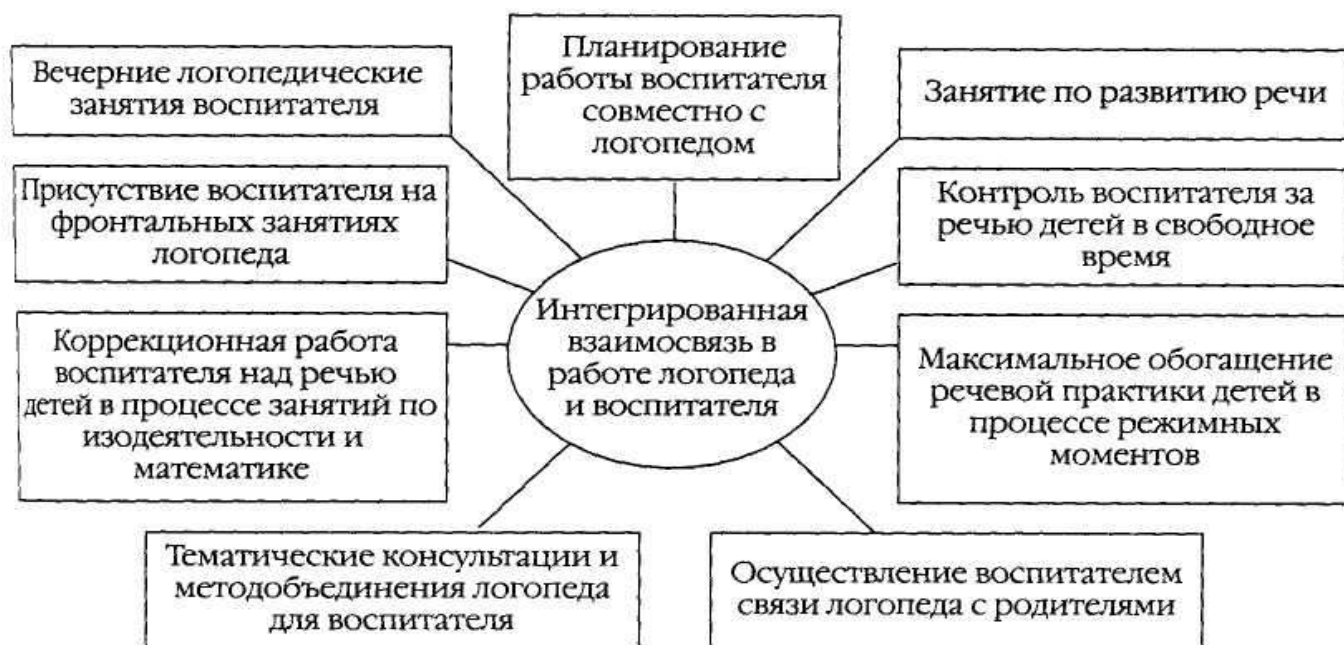 Вечерние логопедические
занятия воспитателя
Планирование
работы воспитателя
совместно с
логопедом
Занятие по развитию речи
Присутствие воспитателя на
фронтальных занятиях
логопеда
Контроль воспитателя за
речью детей в свободное
время
Интегрированная
взаимосвязь в
работе логопеда
и воспитателя
Коррекционная работа
воспитателя над речью
детей в процессе занятий по
изодеятельности и
математике
Максимальное обогащение
речевой практики детей в
процессе режимных
моментов
Тематические консультации и
методобъединения логопеда
для воспитателя
Осуществление воспитателем
связи логопеда с родителями